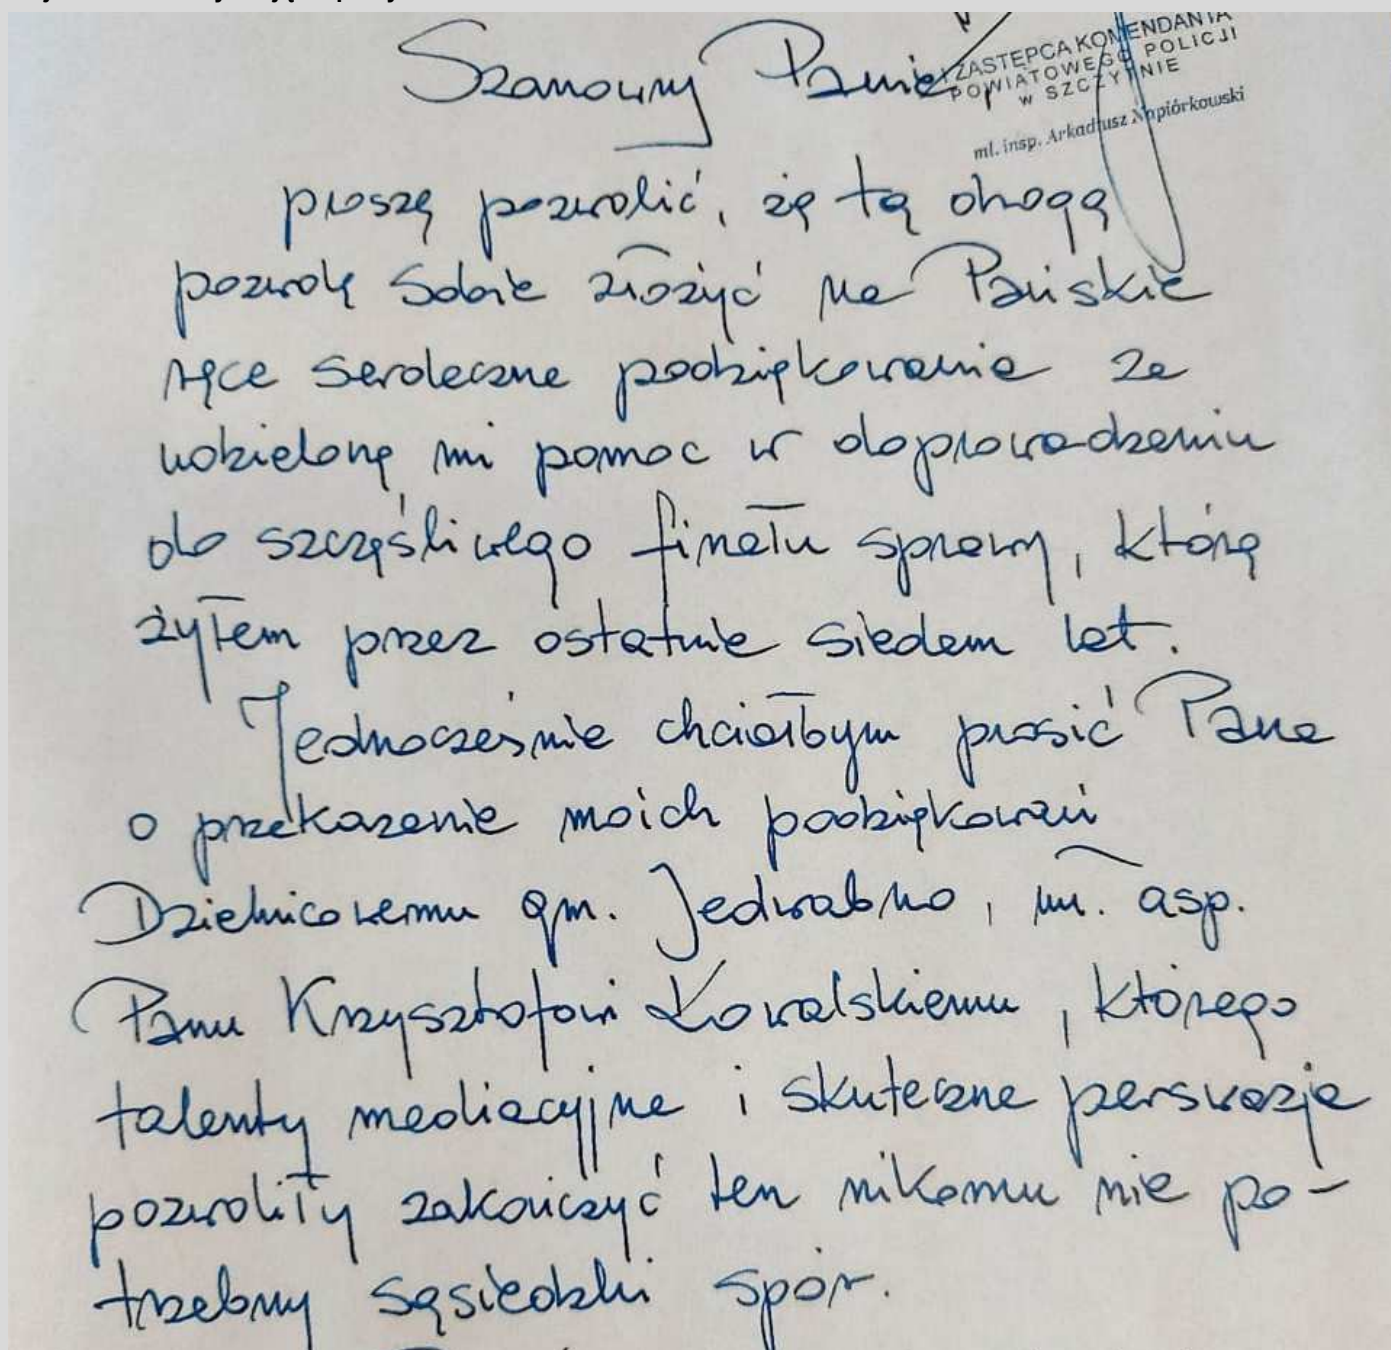 Szanowny Panie,
I ZASTĘPCA KOMENDANTA
POWIATOWEGO POLICJI
w SZCZYTNIE
mł. insp. Arkadiusz Napiórkowski
proszę pozwolić, że tą drogą
pozwolę sobie złożyć na Pańskie
ręce serdeczne podziękowania za
udzieloną mi pomoc w doprowadzeniu
do szczęśliwego finału sprawy, którą
żyłem przez ostatnie siedem lat.
Jednocześnie chciałbym prosić Pana
o przekazanie moich podziękowań
Dzielnicowemu gm. Jedwabno, mł. asp.
Panu Krzysztofowi Kowalskiemu, którego
talenty mediacyjne i skuteczna perswazja
pozwoliły zakończyć ten nikomu nie po-
trzebny sąsiedzki spór.